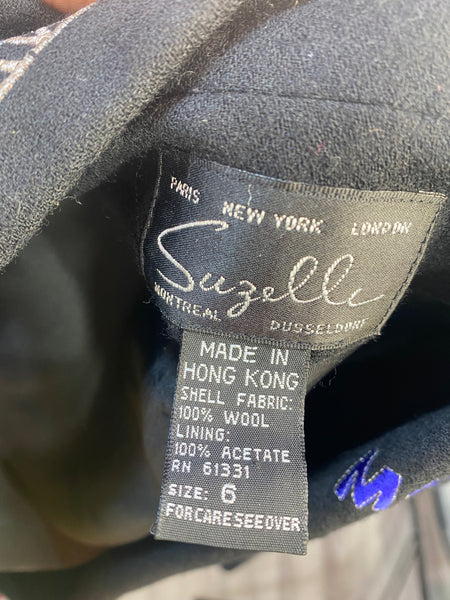 PARIS NEW YORK LONDON
Suzelle
MONTREAL DUSSELDORF
MADE IN
HONG KONG
SHELL FABRIC:
100% WOOL
LINING:
100% ACETATE
RN 61331
SIZE: 6
FOR CARE SEE OVER